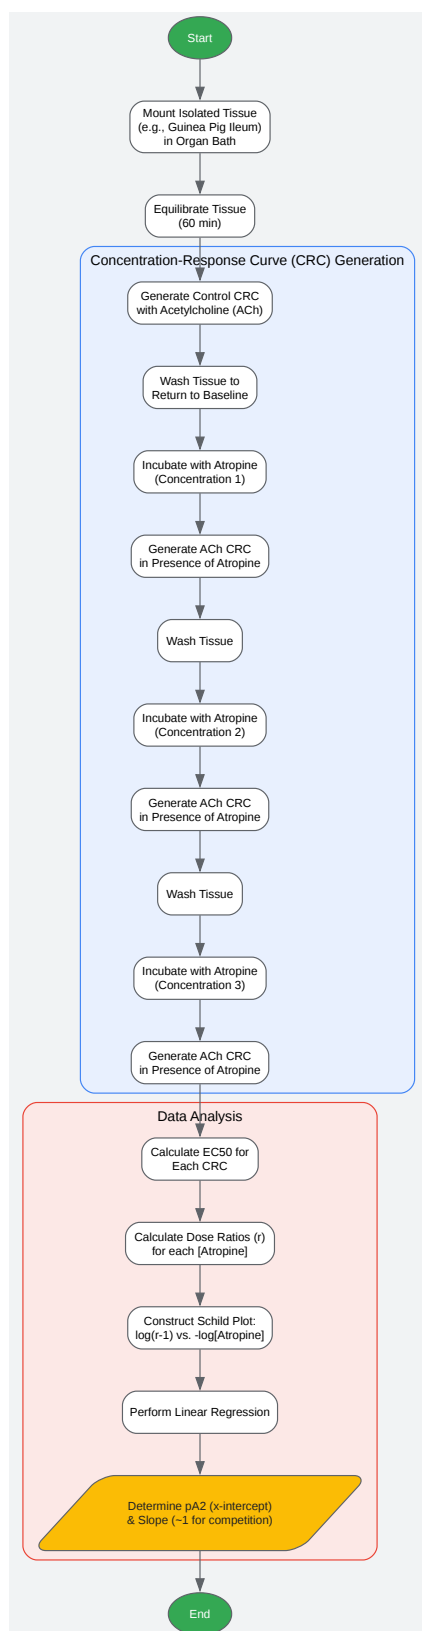 Start
Mount Isolated Tissue
(e.g., Guinea Pig Ileum)
in Organ Bath
Equilibrate Tissue
(60 min)
Concentration-Response Curve (CRC) Generation
Generate Control CRC
with Acetylcholine (ACh)
Wash Tissue to
Return to Baseline
Incubate with Atropine
(Concentration 1)
Generate ACh CRC
in Presence of Atropine
Wash Tissue
Incubate with Atropine
(Concentration 2)
Generate ACh CRC
in Presence of Atropine
Wash Tissue
Incubate with Atropine
(Concentration 3)
Generate ACh CRC
in Presence of Atropine
Data Analysis
Calculate EC50 for
Each CRC
Calculate Dose Ratios (r)
for each [Atropine]
Construct Schild Plot:
log(r-1) vs. -log[Atropine]
Perform Linear Regression
Determine pA2 (x-intercept)
& Slope (~1 for competition)
End